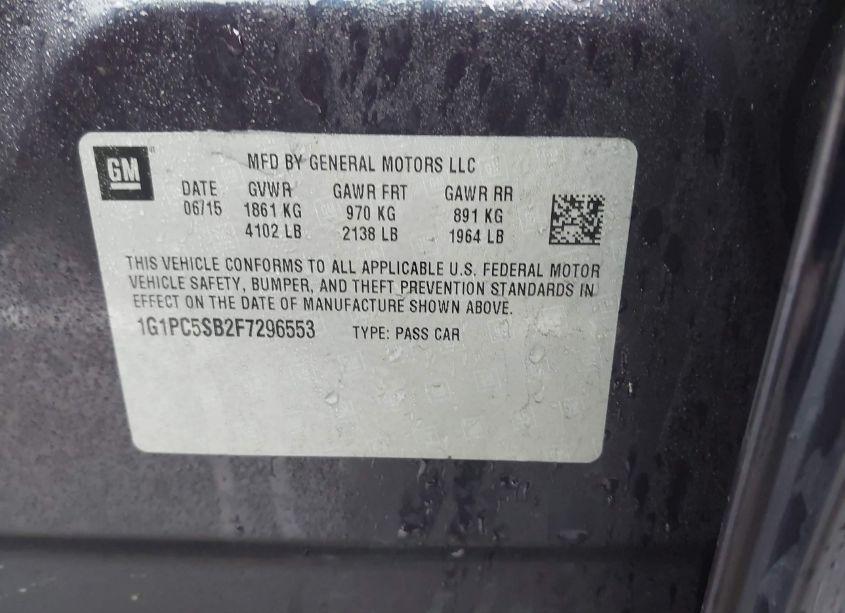 GM
MFD BY GENERAL MOTORS LLC
DATE GVWR GAWR FRT GAWR RR
06/15 1861 KG 970 KG 891 KG
4102 LB 2138 LB 1964 LB
THIS VEHICLE CONFORMS TO ALL APPLICABLE U.S. FEDERAL MOTOR
VEHICLE SAFETY, BUMPER, AND THEFT PREVENTION STANDARDS IN
EFFECT ON THE DATE OF MANUFACTURE SHOWN ABOVE.
1G1PC5SB2F7296553 TYPE: PASS CAR